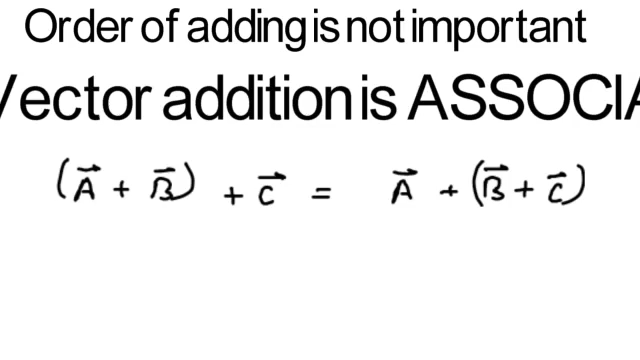 Order of adding is not important
Vector addition is ASSOCIA
(A⃗ + B⃗) + C⃗ = A⃗ + (B⃗ + C⃗)